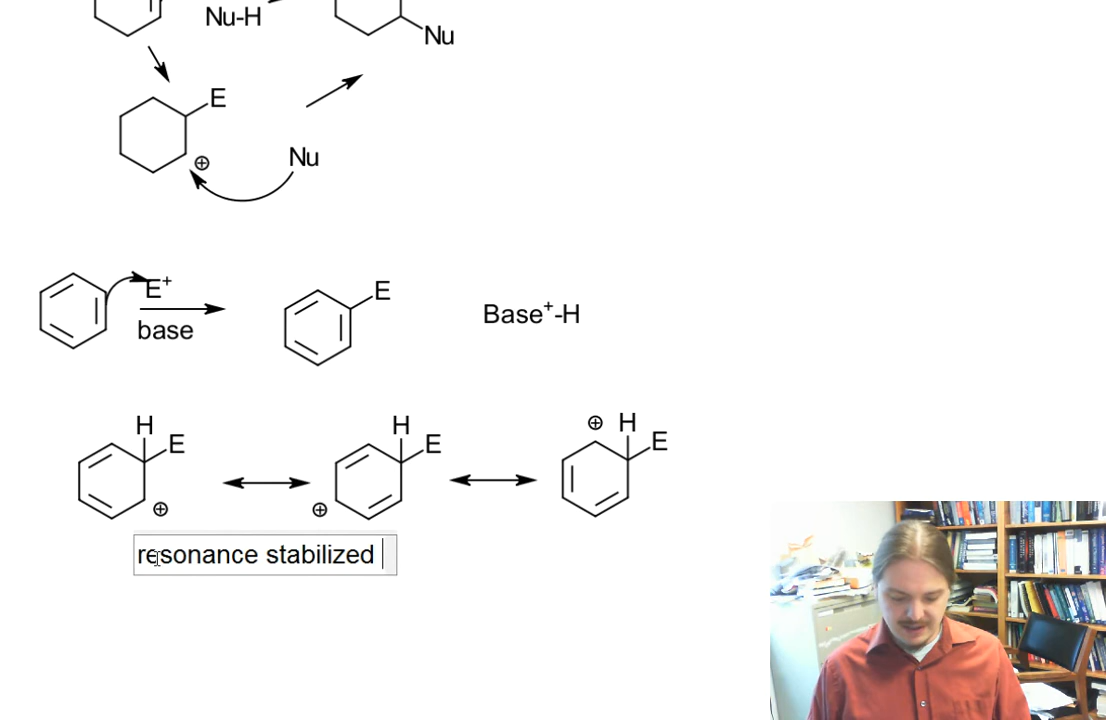 Nu-H
Nu
E
⊕
Nu
E⁺
base
E
Base⁺-H
H
E
⊕
H
E
⊕
⊕ H
E
resonance stabilized